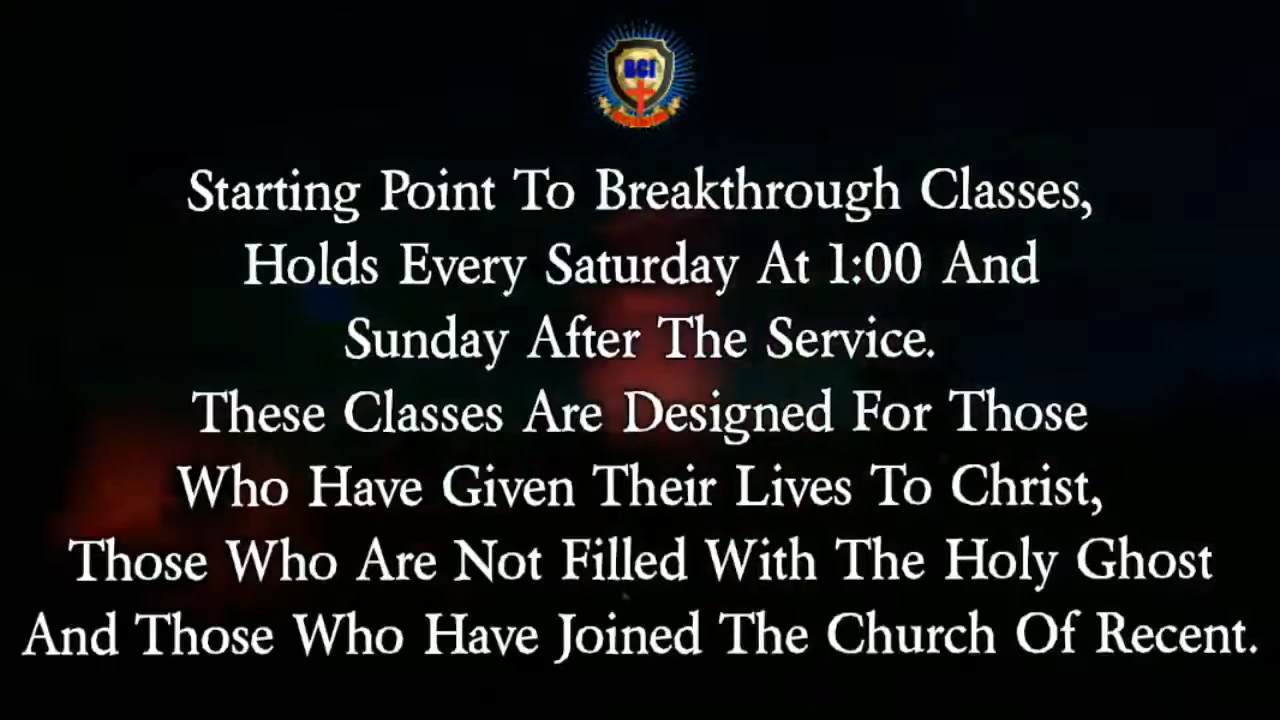 BCI
Starting Point To Breakthrough Classes,
Holds Every Saturday At 1:00 And
Sunday After The Service.
These Classes Are Designed For Those
Who Have Given Their Lives To Christ,
Those Who Are Not Filled With The Holy Ghost
And Those Who Have Joined The Church Of Recent.